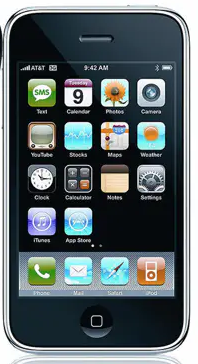 AT&T 3G 9:42 AM
SMS Tuesday 9
Text Calendar Photos Camera
YouTube Stocks Maps Weather
Clock Calculator Notes Settings
iTunes App Store
Phone Mail Safari iPod